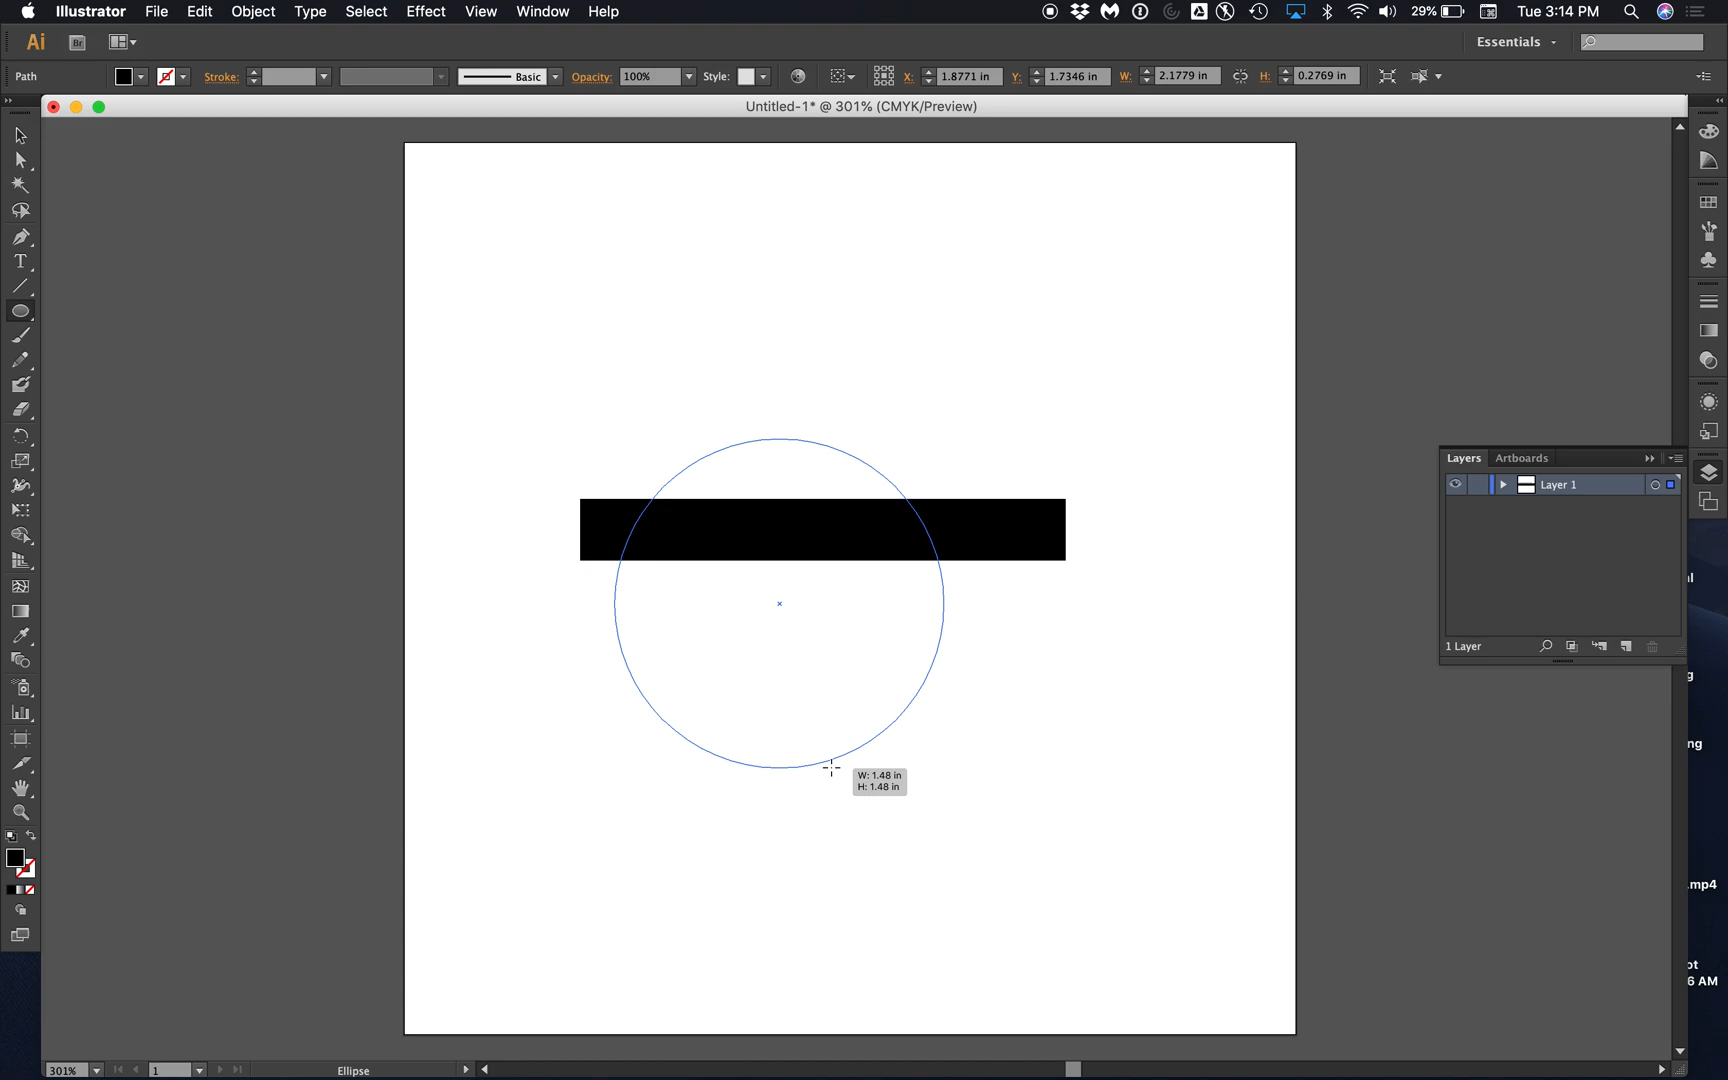 Illustrator File Edit Object Type Select Effect View Window Help 29% Tue 3:14 PM
Ai Br Essentials
Path Stroke: Basic Opacity: 100% Style: X: 1.8771 in Y: 1.7346 in W: 2.1779 in H: 0.2769 in
Untitled-1* @ 301% (CMYK/Preview)
Layers Artboards
Layer 1
1 Layer
W: 1.48 in
H: 1.48 in
al
g
ng
.mp4
ot
6 AM
301% 1 Ellipse